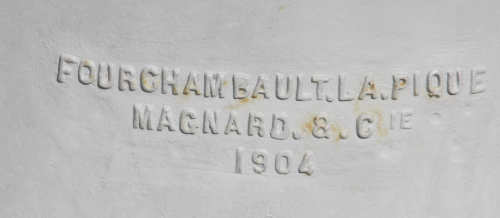 FOURCHAMBAULT.LA.PIQUE
MAGNARD. & . CIE
1904